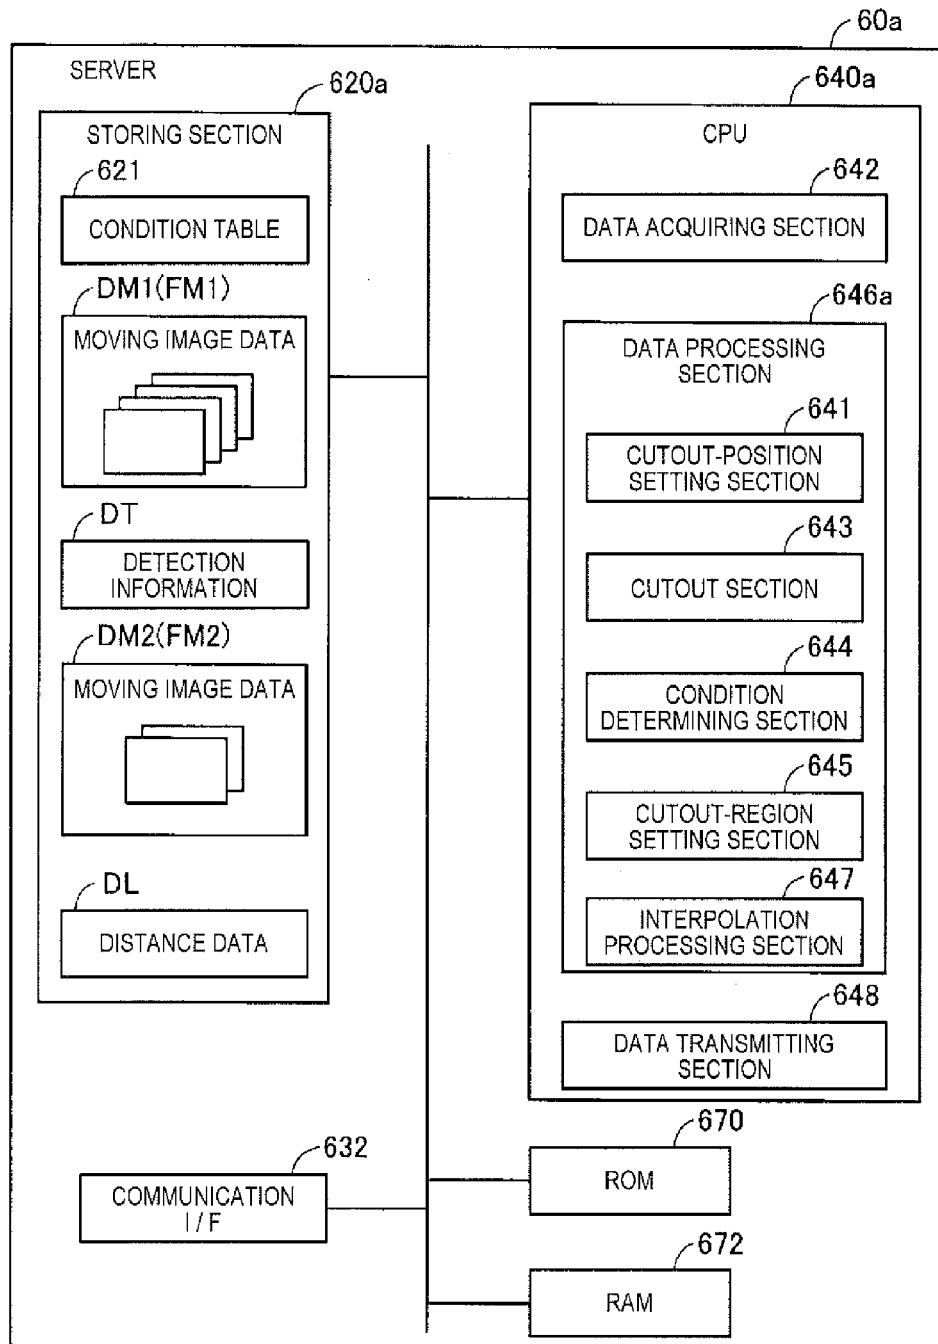 60a
SERVER
620a
STORING SECTION
621
CONDITION TABLE
DM1(FM1)
MOVING IMAGE DATA
DT
DETECTION
INFORMATION
DM2(FM2)
MOVING IMAGE DATA
DL
DISTANCE DATA
632
COMMUNICATION
I / F
640a
CPU
642
DATA ACQUIRING SECTION
646a
DATA PROCESSING
SECTION
641
CUTOUT-POSITION
SETTING SECTION
643
CUTOUT SECTION
644
CONDITION
DETERMINING SECTION
645
CUTOUT-REGION
SETTING SECTION
647
INTERPOLATION
PROCESSING SECTION
648
DATA TRANSMITTING
SECTION
670
ROM
672
RAM